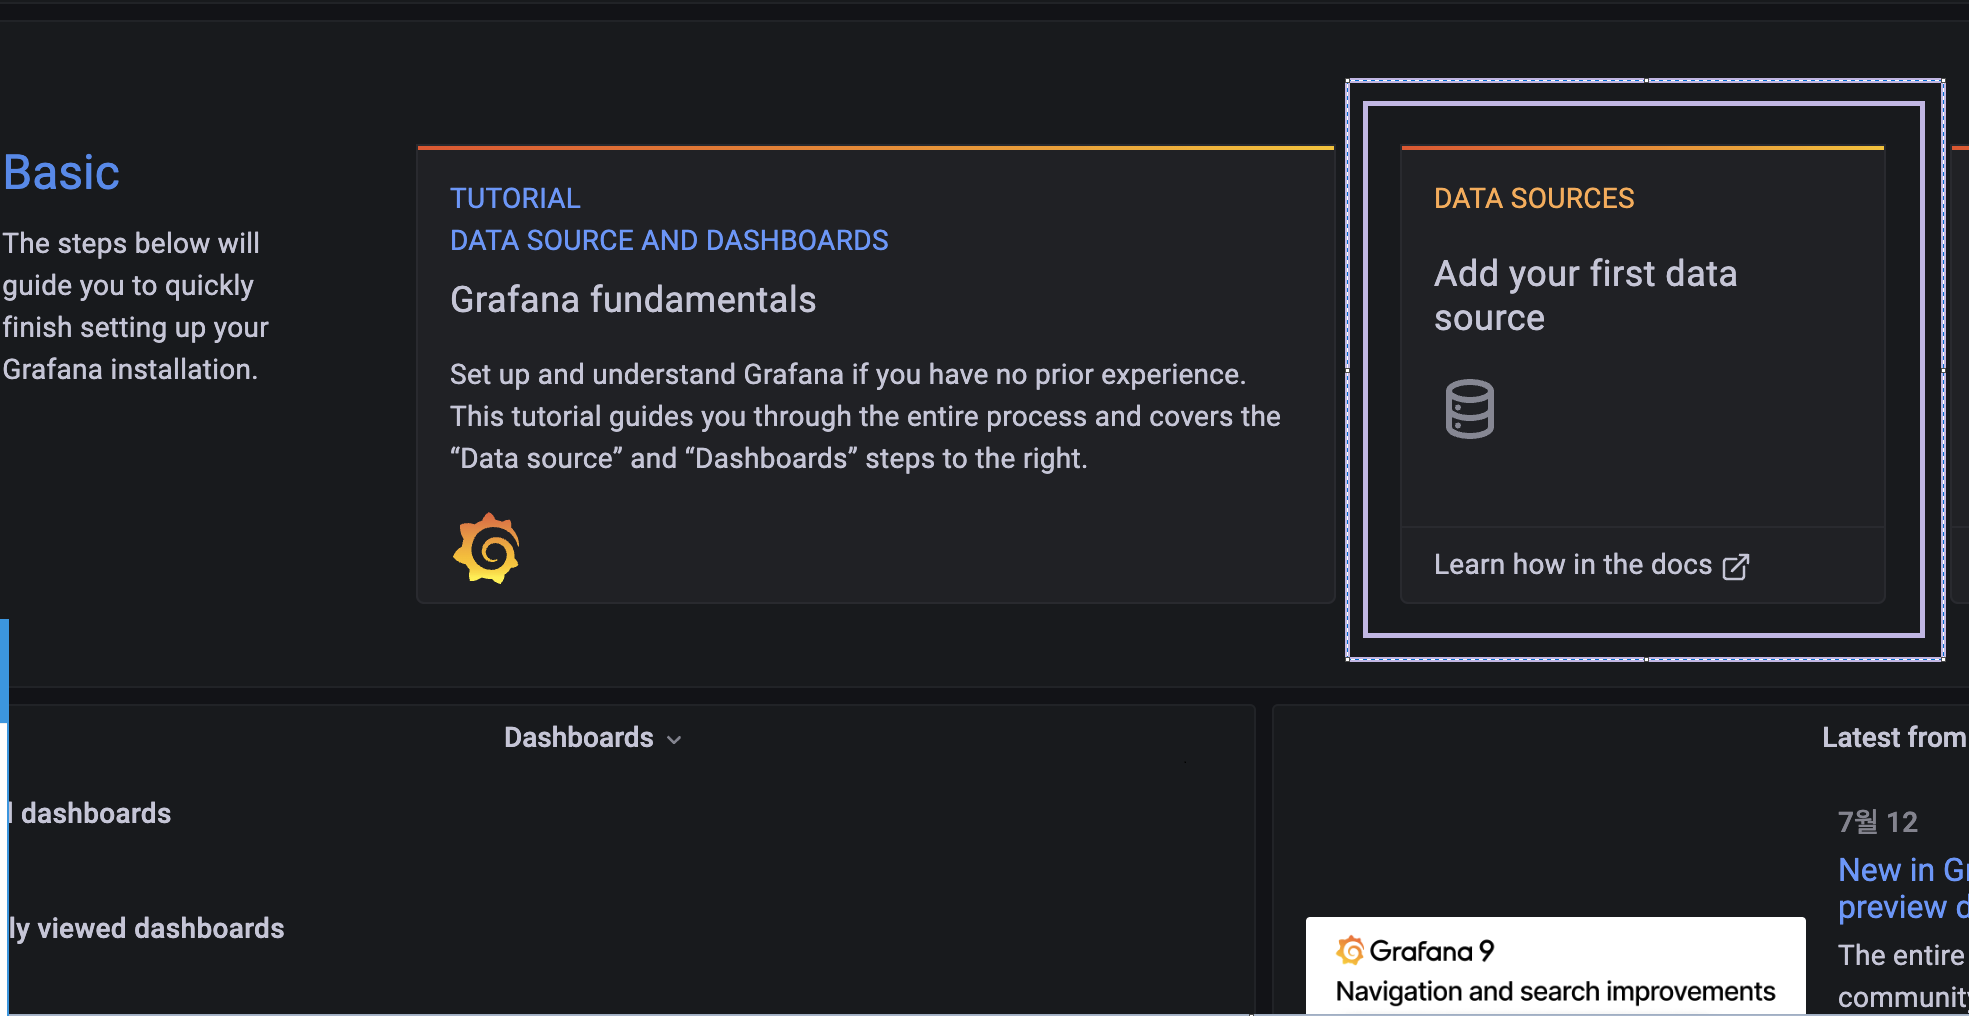 Basic
The steps below will
guide you to quickly
finish setting up your
Grafana installation.
TUTORIAL
DATA SOURCE AND DASHBOARDS
Grafana fundamentals
Set up and understand Grafana if you have no prior experience.
This tutorial guides you through the entire process and covers the
“Data source” and “Dashboards” steps to the right.
DATA SOURCES
Add your first data
source
Learn how in the docs
Dashboards
dashboards
ly viewed dashboards
Latest from
7월 12
New in G
preview d
The entire
community
Grafana 9
Navigation and search improvements